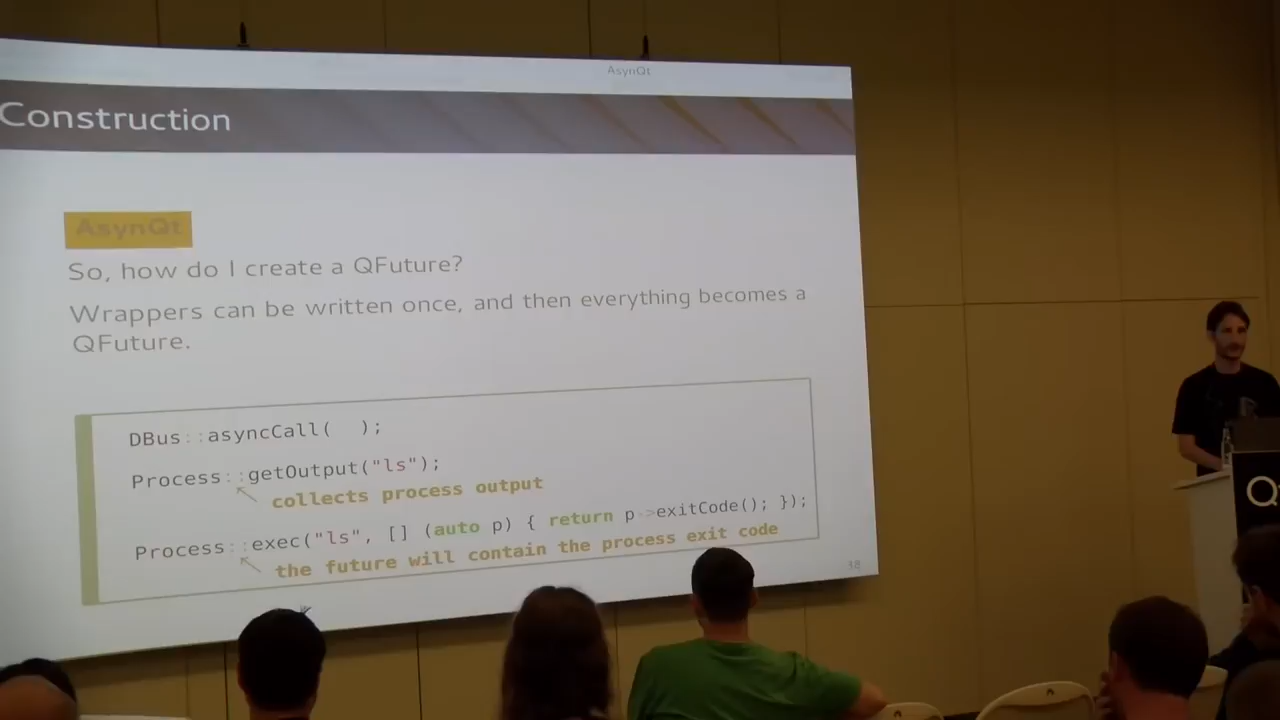 AsynQt
Construction
AsynQt
So, how do I create a QFuture?
Wrappers can be written once, and then everything becomes a
QFuture.
DBus::asyncCall( );
Process::getOutput("ls");
collects process output
Process::exec("ls", [] (auto p) { return p->exitCode(); });
the future will contain the process exit code
38
Qt